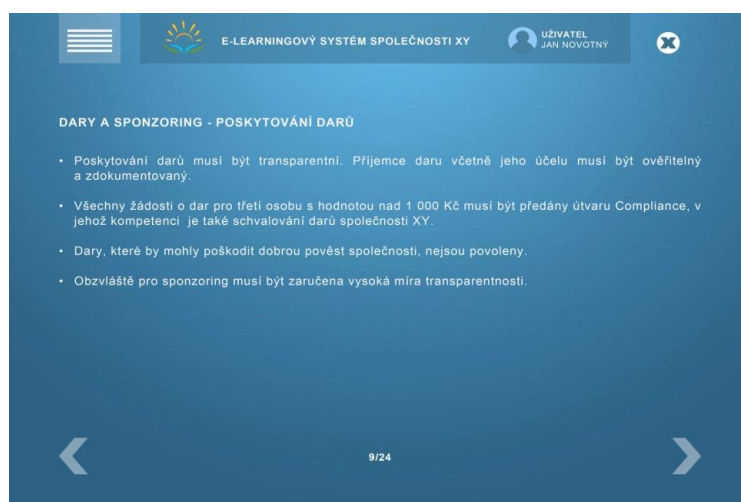 E-LEARNINGOVÝ SYSTÉM SPOLEČNOSTI XY
UŽIVATEL
JAN NOVOTNÝ
X
DARY A SPONZORING - POSKYTOVÁNÍ DARŮ
• Poskytování darů musí být transparentní. Příjemce daru včetně jeho účelu musí být ověřitelný
a zdokumentovaný.
• Všechny žádosti o dar pro třetí osobu s hodnotou nad 1 000 Kč musí být předány útvaru Compliance, v
jehož kompetenci je také schvalování darů společnosti XY.
• Dary, které by mohly poškodit dobrou pověst společnosti, nejsou povoleny.
• Obzvláště pro sponzoring musí být zaručena vysoká míra transparentnosti.
9/24